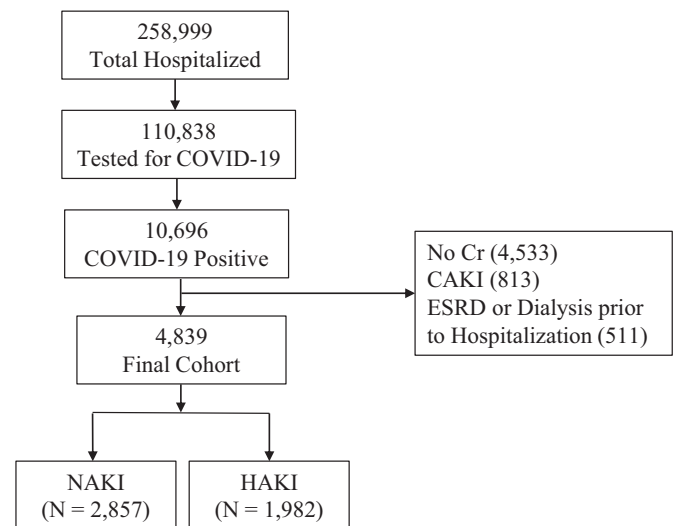 258,999
Total Hospitalized
110,838
Tested for COVID-19
10,696
COVID-19 Positive
No Cr (4,533)
CAKI (813)
ESRD or Dialysis prior
to Hospitalization (511)
4,839
Final Cohort
NAKI
(N = 2,857)
HAKI
(N = 1,982)